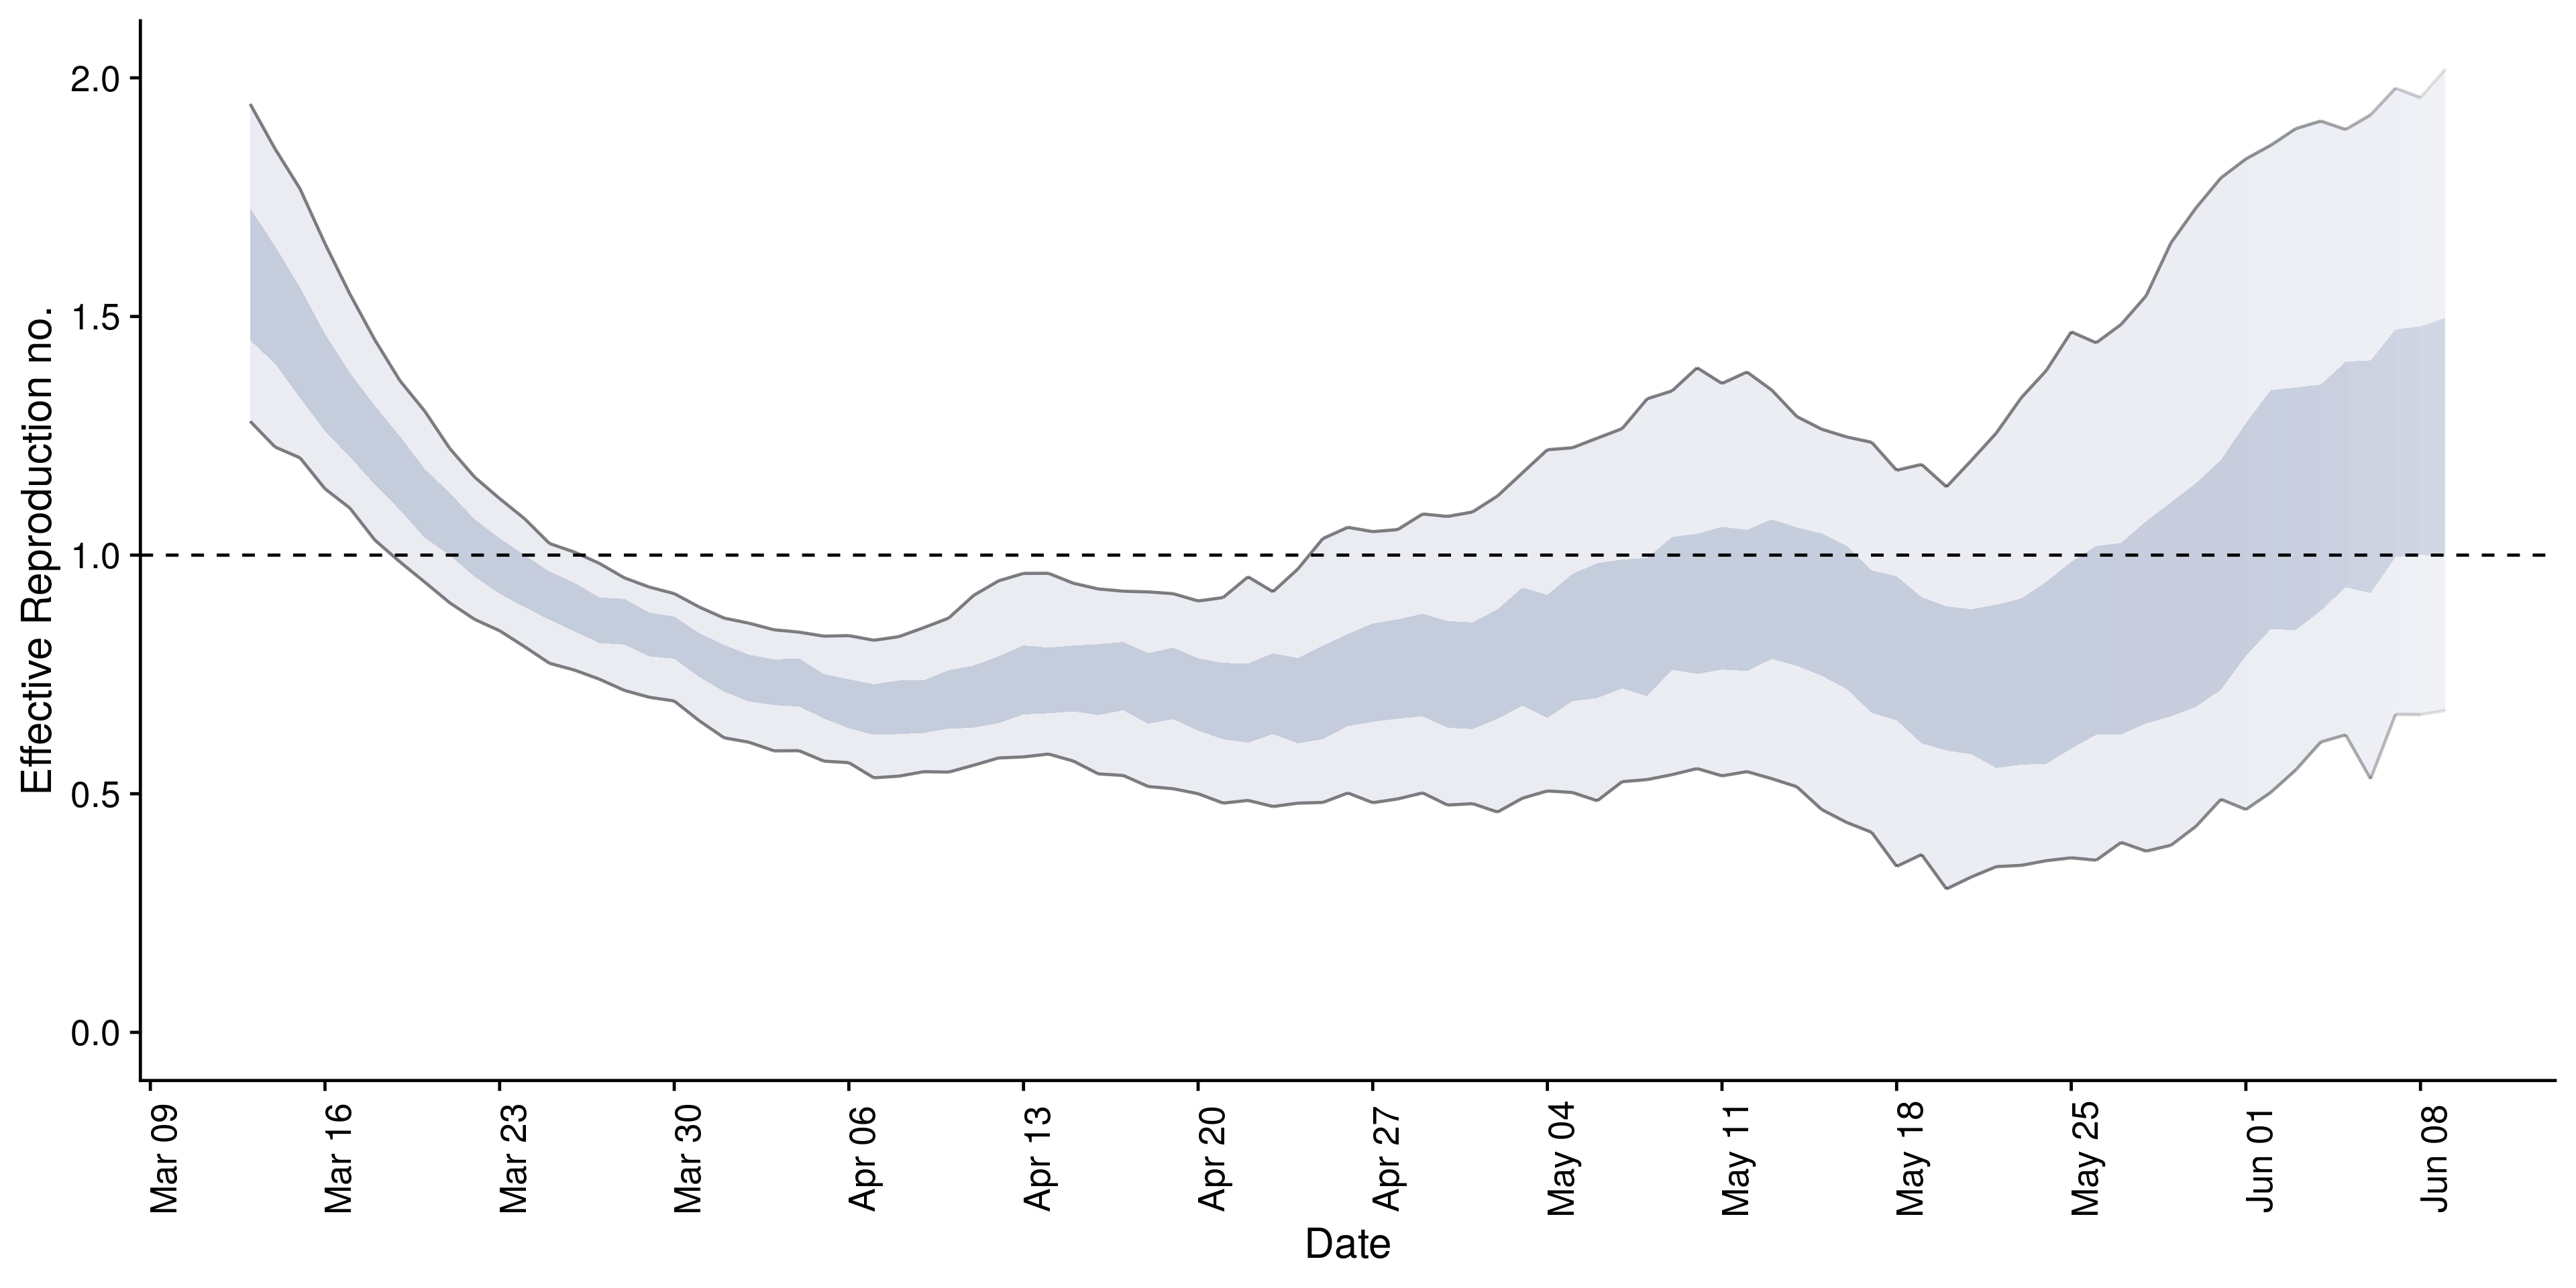 Effective Reproduction no.
2.0
1.5
1.0
0.5
0.0
Mar 09
Mar 16
Mar 23
Mar 30
Apr 06
Apr 13
Apr 20
Apr 27
May 04
May 11
May 18
May 25
Jun 01
Jun 08
Date